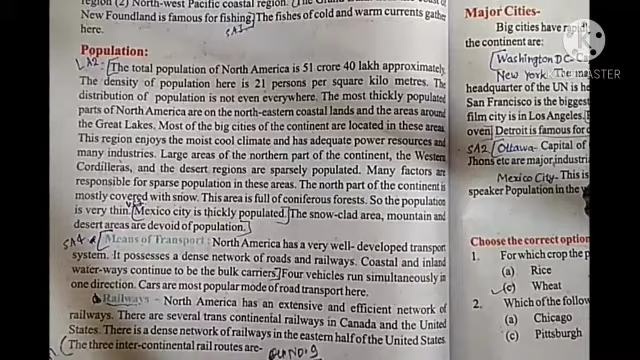 region (2) North-west Pacific coastal region.
New Foundland is famous for fishing. The fishes of cold and warm currents gather
SA1
here.
Population:
LA2: The total population of North America is 51 crore 40 lakh approximately.
The density of population here is 21 persons per square kilo metres. The
distribution of population is not even everywhere. The most thickly populated
parts of North America are on the north-eastern coastal lands and the areas around
the Great Lakes. Most of the big cities of the continent are located in these areas.
This region enjoys the moist cool climate and has adequate power resources and
many industries. Large areas of the northern part of the continent, the Western
Cordilleras, and the desert regions are sparsely populated. Many factors are
responsible for sparse population in these areas. The north part of the continent is
mostly covered with snow. This area is full of coniferous forests. So the population
is very thin. Mexico city is thickly populated. The snow-clad area, mountain and
desert areas are devoid of population.
SA4 Means of Transport: North America has a very well-developed transport
system. It possesses a dense network of roads and railways. Coastal and inland
water-ways continue to be the bulk carriers. Four vehicles run simultaneously in
one direction. Cars are most popular mode of road transport here.
Railways - North America has an extensive and efficient network of
railways. There are several trans continental railways in Canada and the United
States. There is a dense network of railways in the eastern half of the United States.
The three inter-continental rail routes are-
Major Cities-
Big cities have
the continent are:
Washington DC-
New York- The
headquarter of the UN is
San Francisco is the biggest
film city is in Los Angeles.
oven. Detroit is famous for
SA2 Ottawa- Capital of
Jhons etc are major, industria
Mexico City- This is
speaker Population in the
Choose the correct option
1. For which crop the p
(a) Rice
(c) Wheat
2. Which of the follow
(a) Chicago
(c) Pittsburgh
KINEMASTER